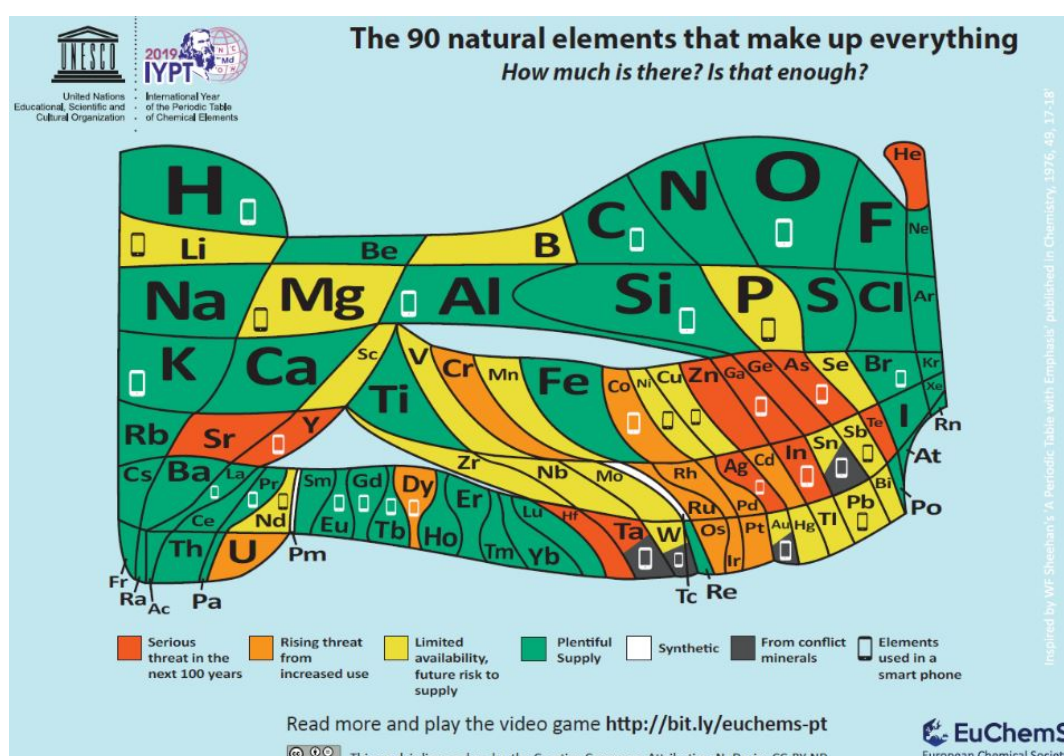 UNESCO
United Nations
Educational, Scientific and
Cultural Organization
2019
IYPT
International Year
of the Periodic Table
of Chemical Elements
The 90 natural elements that make up everything
How much is there? Is that enough?
H He
Li Be B C N O F Ne
Na Mg Al Si P S Cl Ar
K Ca Sc Ti V Cr Mn Fe Co Ni Cu Zn Ga Ge As Se Br Kr
Rb Sr Y Zr Nb Mo Ru Rh Pd Ag Cd In Sn Sb Te I Xe
Cs Ba La Ce Pr Nd Sm Eu Gd Tb Dy Ho Er Tm Yb Lu Hf Ta W Os Ir Pt Au Hg Tl Pb Bi
Th U
Fr Ra Ac Pa Pm Tc Re Po At Rn
Serious
threat in the
next 100 years
Rising threat
from
increased use
Limited
availability,
future risk to
supply
Plentiful
Supply
Synthetic
From conflict
minerals
Elements
used in a
smart phone
Read more and play the video game http://bit.ly/euchems-pt
EuChemS
Inspired by WF Sheehan's 'A Periodic Table with Emphasis' published in Chemistry, 1976, 49, 17-18'